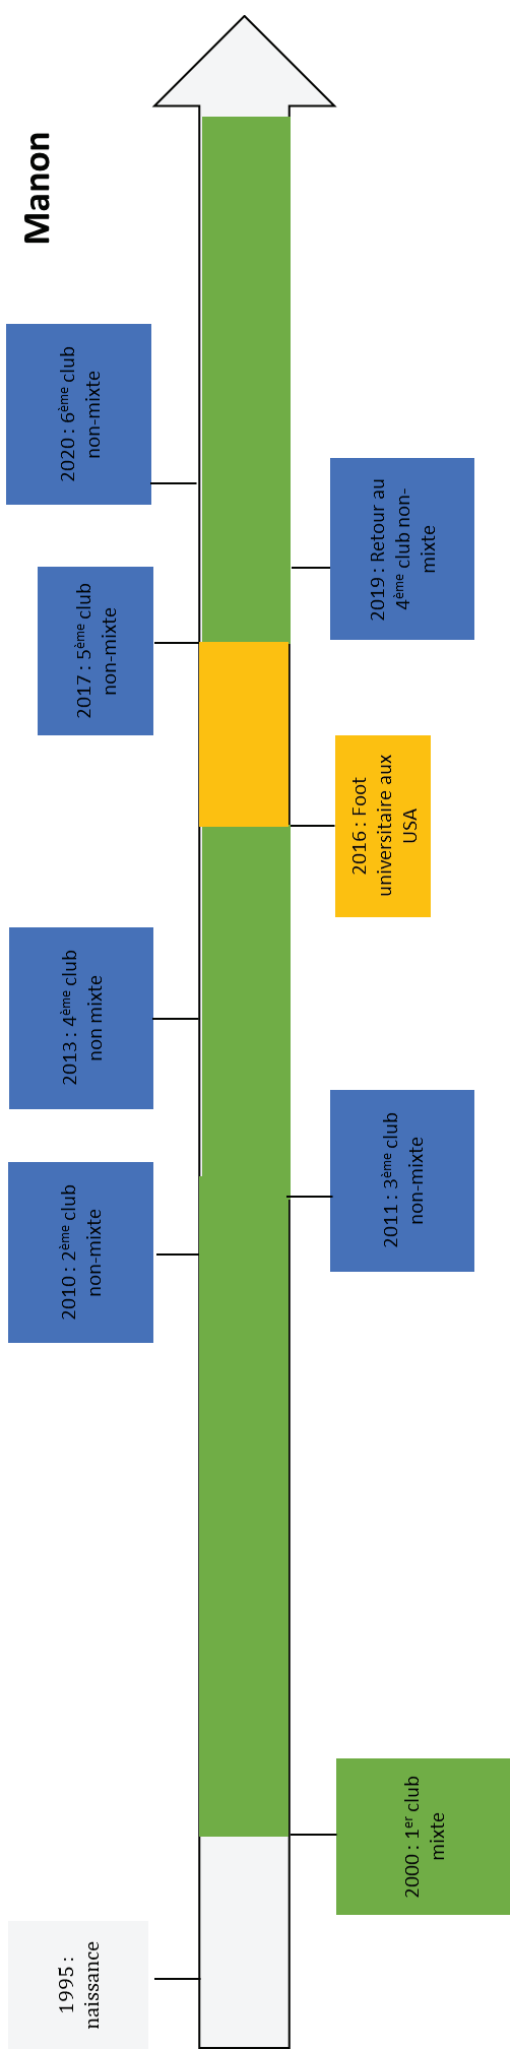 Manon
1995 :
naissance
2000 : 1er club
mixte
2010 : 2ème club
non-mixte
2011 : 3ème club
non-mixte
2013 : 4ème club
non mixte
2016 : Foot
universitaire aux
USA
2017 : 5ème club
non-mixte
2019 : Retour au
4ème club non-
mixte
2020 : 6ème club
non-mixte